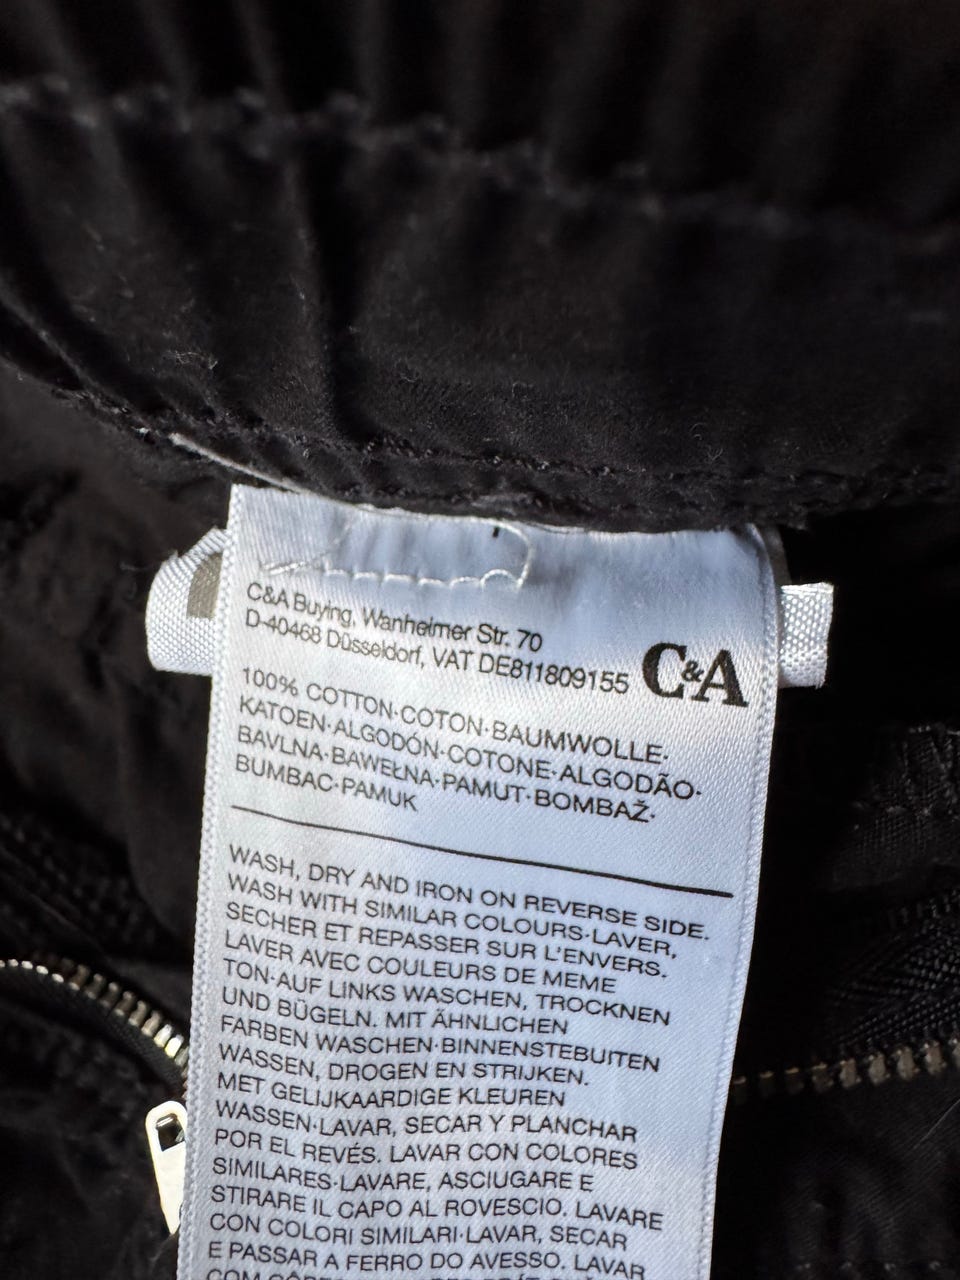 C&A Buying, Wanheimer Str. 70
D-40468 Düsseldorf, VAT DE811809155
C&A
100% COTTON·COTON·BAUMWOLLE·
KATOEN·ALGODÓN·COTONE·ALGODÃO·
BAVLNA·BAWEŁNA·PAMUT·BOMBAŽ·
BUMBAC·PAMUK
WASH, DRY AND IRON ON REVERSE SIDE.
WASH WITH SIMILAR COLOURS·LAVER,
SECHER ET REPASSER SUR L'ENVERS.
LAVER AVEC COULEURS DE MEME
TON·AUF LINKS WASCHEN, TROCKNEN
UND BÜGELN. MIT ÄHNLICHEN
FARBEN WASCHEN·BINNENSTEBUITEN
WASSEN, DROGEN EN STRIJKEN.
MET GELIJKAARDIGE KLEUREN
WASSEN·LAVAR, SECAR Y PLANCHAR
POR EL REVÉS. LAVAR CON COLORES
SIMILARES·LAVARE, ASCIUGARE E
STIRARE IL CAPO AL ROVESCIO. LAVARE
CON COLORI SIMILARI·LAVAR, SECAR
E PASSAR A FERRO DO AVESSO. LAVAR
COM